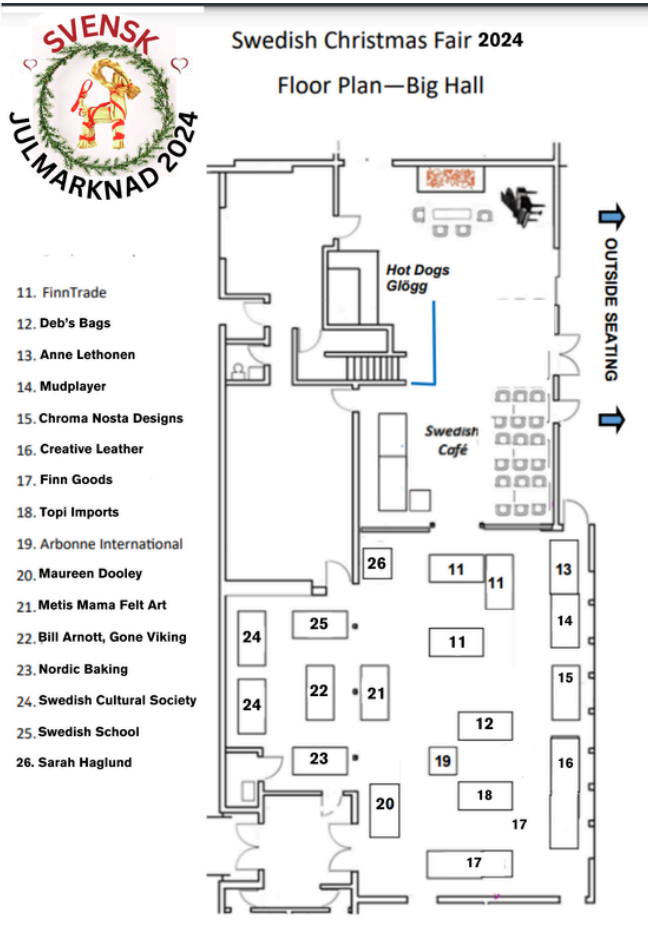 SVENSK
JULMARKNAD 2024
Swedish Christmas Fair 2024
Floor Plan—Big Hall
11. FinnTrade
12. Deb's Bags
13. Anne Lethonen
14. Mudplayer
15. Chroma Nosta Designs
16. Creative Leather
17. Finn Goods
18. Topi Imports
19. Arbonne International
20. Maureen Dooley
21. Metis Mama Felt Art
22. Bill Arnott, Gone Viking
23. Nordic Baking
24. Swedish Cultural Society
25. Swedish School
26. Sarah Haglund
Hot Dogs
Glögg
OUTSIDE SEATING
Swedish
Café
26
11
11
13
14
25
24
11
15
22
21
24
12
16
23
19
20
18
17
17